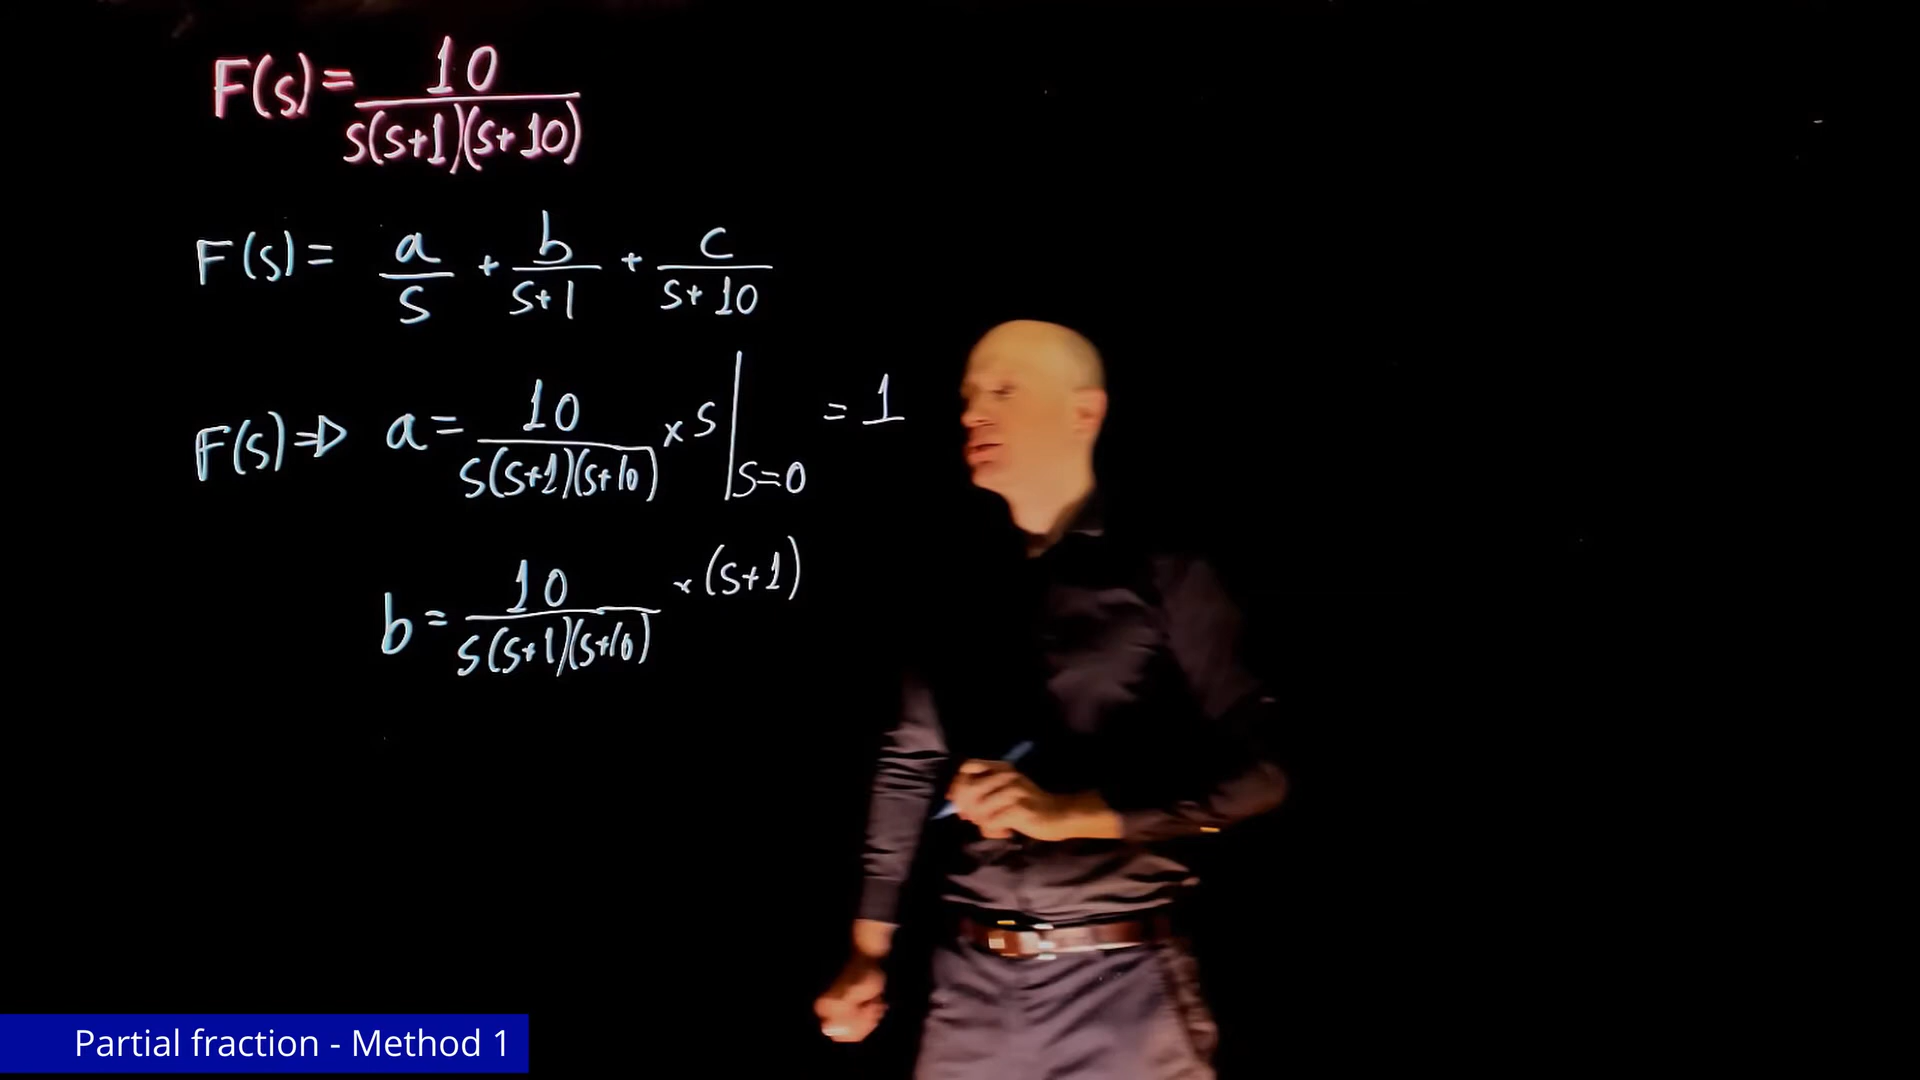 F(s)= 10 / s(s+1)(s+10)
F(s)= a/s + b/s+1 + c/s+10
F(s)⇒ a= 10 / s(s+1)(s+10) × s |s=0 = 1
b= 10 / s(s+1)(s+10) × (s+1)
Partial fraction - Method 1